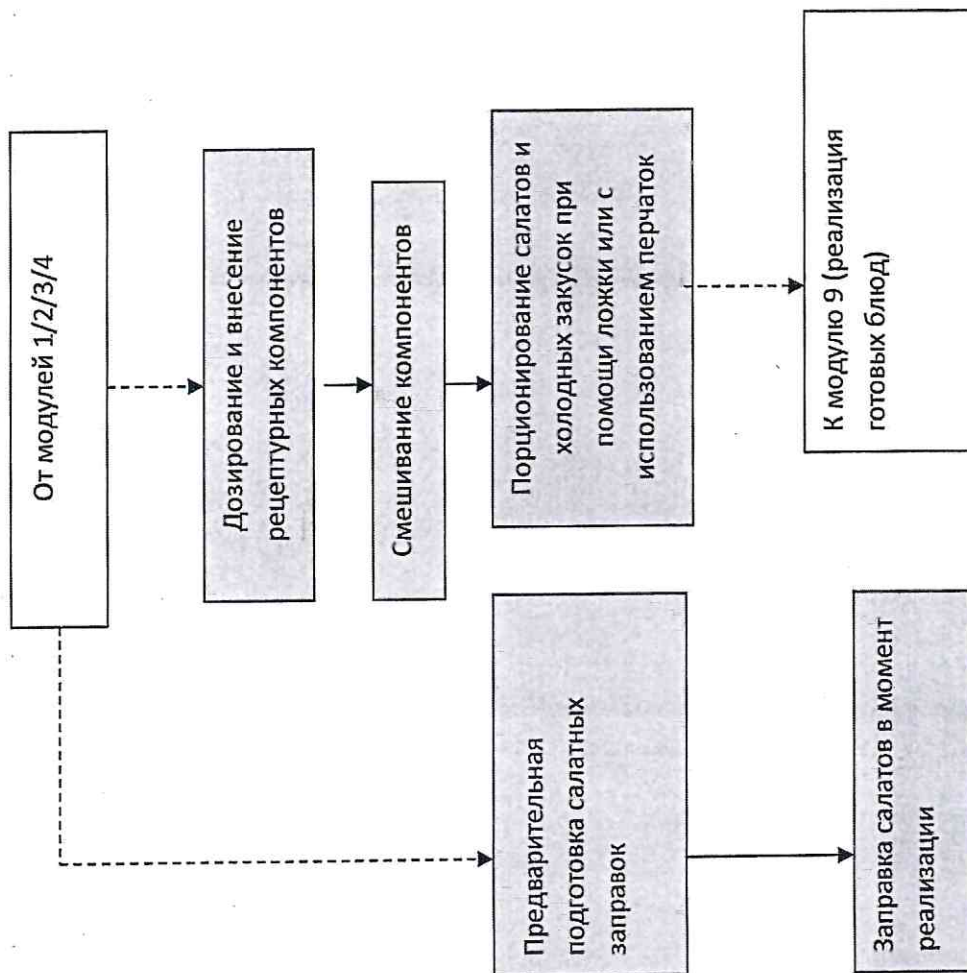 От модулей 1/2/3/4
Дозирование и внесение
рецептурных компонентов
Смешивание компонентов
Порционирование салатов и
холодных закусок при
помощи ложки или с
использованием перчаток
К модулю 9 (реализация
готовых блюд)
Предварительная
подготовка салатных
заправок
Заправка салатов в момент
реализации